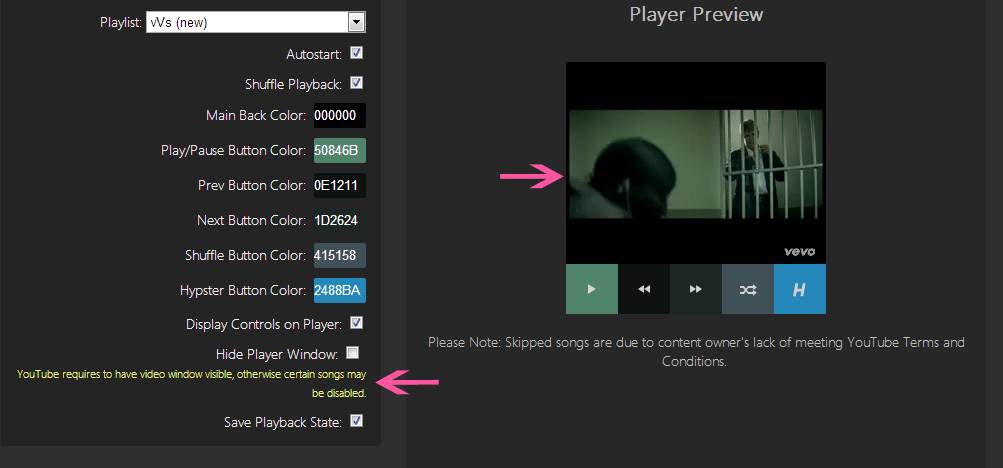 Playlist: vVs (new)
Autostart:
Shuffle Playback:
Main Back Color: 000000
Play/Pause Button Color: 50846B
Prev Button Color: 0E1211
Next Button Color: 1D2624
Shuffle Button Color: 415158
Hypster Button Color: 2488BA
Display Controls on Player:
Hide Player Window:
YouTube requires to have video window visible, otherwise certain songs may
be disabled.
Save Playback State:
Player Preview
vevo
H
Please Note: Skipped songs are due to content owner's lack of meeting YouTube Terms and
Conditions.